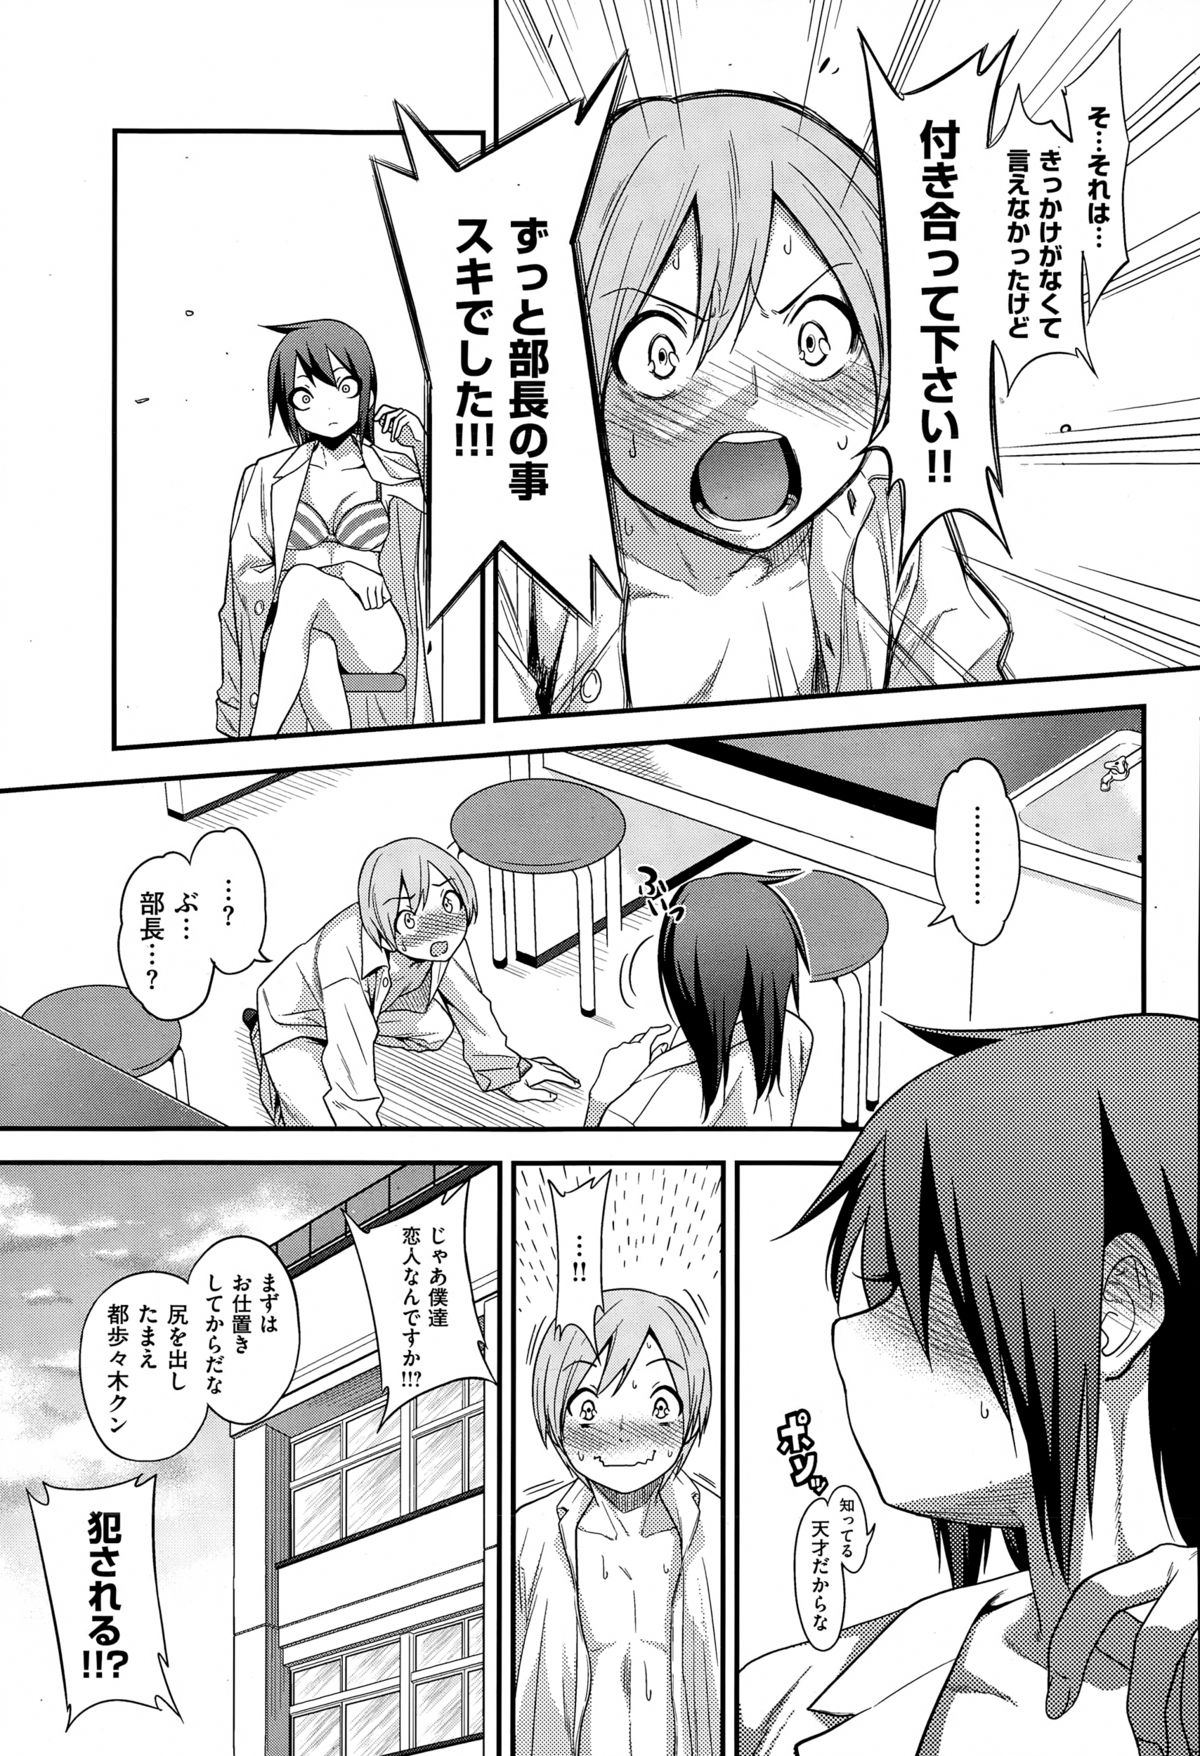 そ…それは…
きっかけがなくて
言えなかったけど
付き合って下さい!!
ずっと部長の事
スキでした!!!
…………
ふいっ
…?
ぶ…
部長…?
ポソッ
知ってる
天才だからな
…!!
じゃあ僕達
恋人なんですか!!?
まずは
お仕置き
してからだな
尻を出し
たまえ
都歩々木クン
犯される!!?